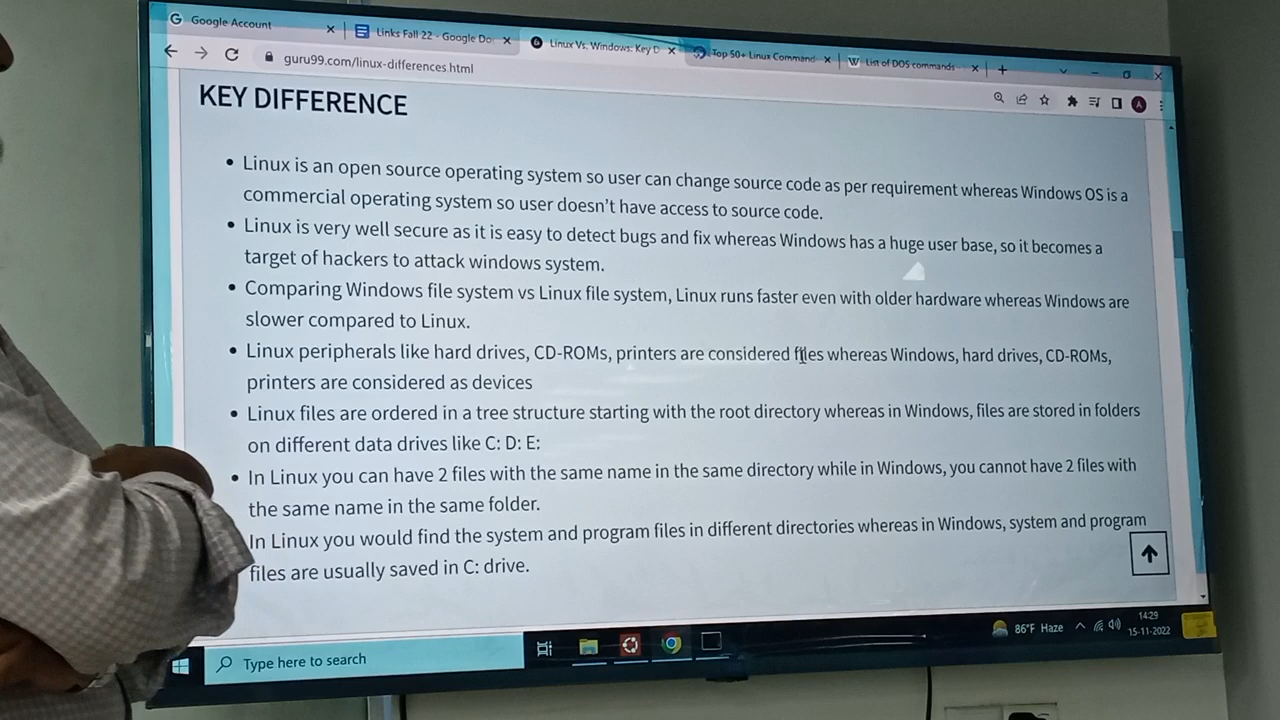 Google Account
Links Fall 22 - Google Do
Linux Vs. Windows: Key D
Top 50+ Linux Command
List of DOS commands -
guru99.com/linux-differences.html
KEY DIFFERENCE
• Linux is an open source operating system so user can change source code as per requirement whereas Windows OS is a
commercial operating system so user doesn't have access to source code.
• Linux is very well secure as it is easy to detect bugs and fix whereas Windows has a huge user base, so it becomes a
target of hackers to attack windows system.
• Comparing Windows file system vs Linux file system, Linux runs faster even with older hardware whereas Windows are
slower compared to Linux.
• Linux peripherals like hard drives, CD-ROMs, printers are considered files whereas Windows, hard drives, CD-ROMs,
printers are considered as devices
• Linux files are ordered in a tree structure starting with the root directory whereas in Windows, files are stored in folders
on different data drives like C: D: E:
• In Linux you can have 2 files with the same name in the same directory while in Windows, you cannot have 2 files with
the same name in the same folder.
In Linux you would find the system and program files in different directories whereas in Windows, system and program
files are usually saved in C: drive.
Type here to search
86°F Haze
14:29
15-11-2022